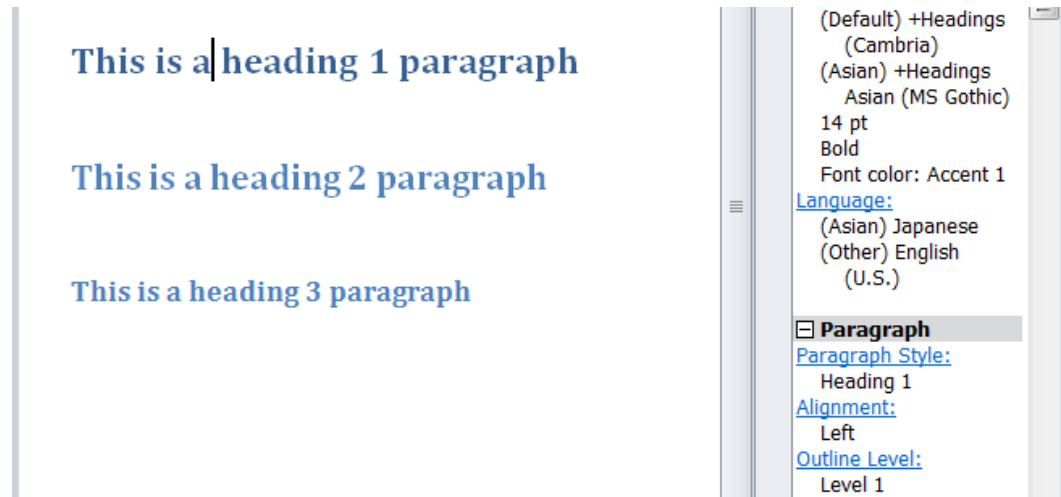 This is a heading 1 paragraph
This is a heading 2 paragraph
This is a heading 3 paragraph
(Default) +Headings
(Cambria)
(Asian) +Headings
Asian (MS Gothic)
14 pt
Bold
Font color: Accent 1
Language:
(Asian) Japanese
(Other) English
(U.S.)
Paragraph
Paragraph Style:
Heading 1
Alignment:
Left
Outline Level:
Level 1